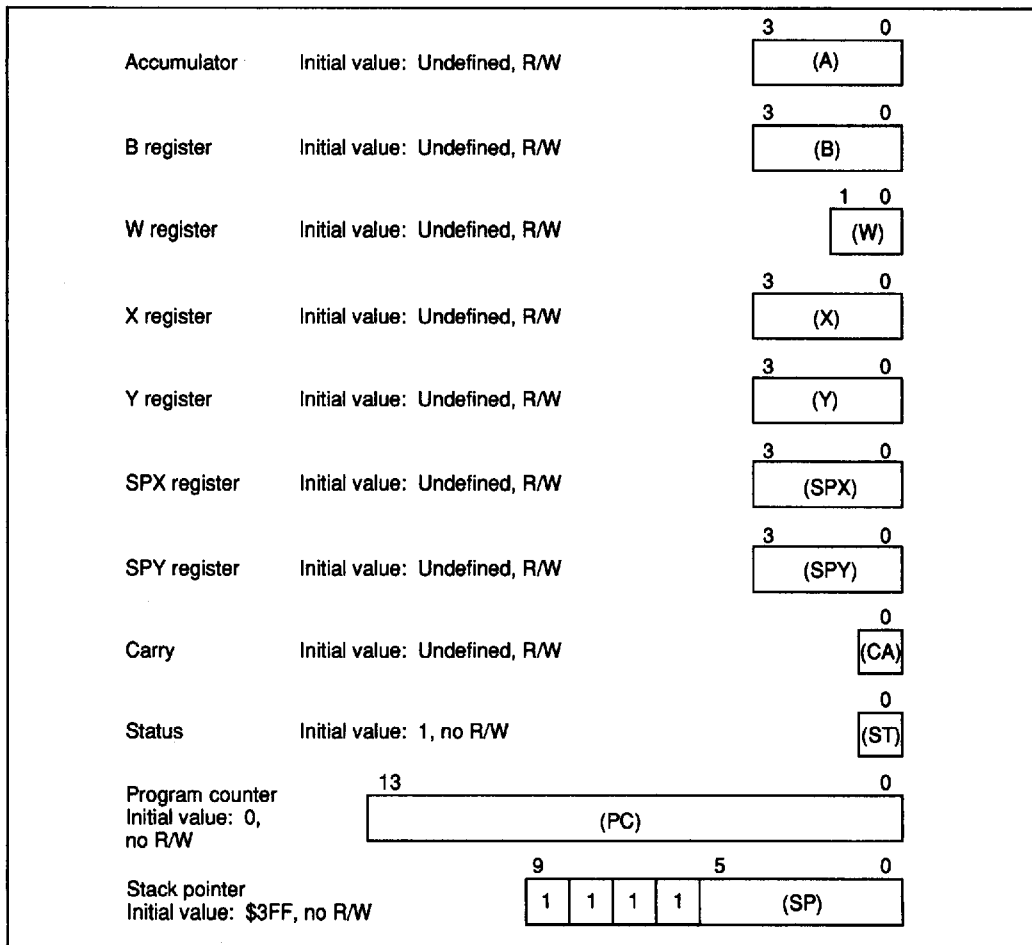 3 0
Accumulator Initial value: Undefined, R/W (A)
3 0
B register Initial value: Undefined, R/W (B)
1 0
W register Initial value: Undefined, R/W (W)
3 0
X register Initial value: Undefined, R/W (X)
3 0
Y register Initial value: Undefined, R/W (Y)
3 0
SPX register Initial value: Undefined, R/W (SPX)
3 0
SPY register Initial value: Undefined, R/W (SPY)
0
Carry Initial value: Undefined, R/W (CA)
0
Status Initial value: 1, no R/W (ST)
13 0
Program counter
Initial value: 0,
no R/W
(PC)
9 5 0
Stack pointer
Initial value: $3FF, no R/W
1 1 1 1 (SP)